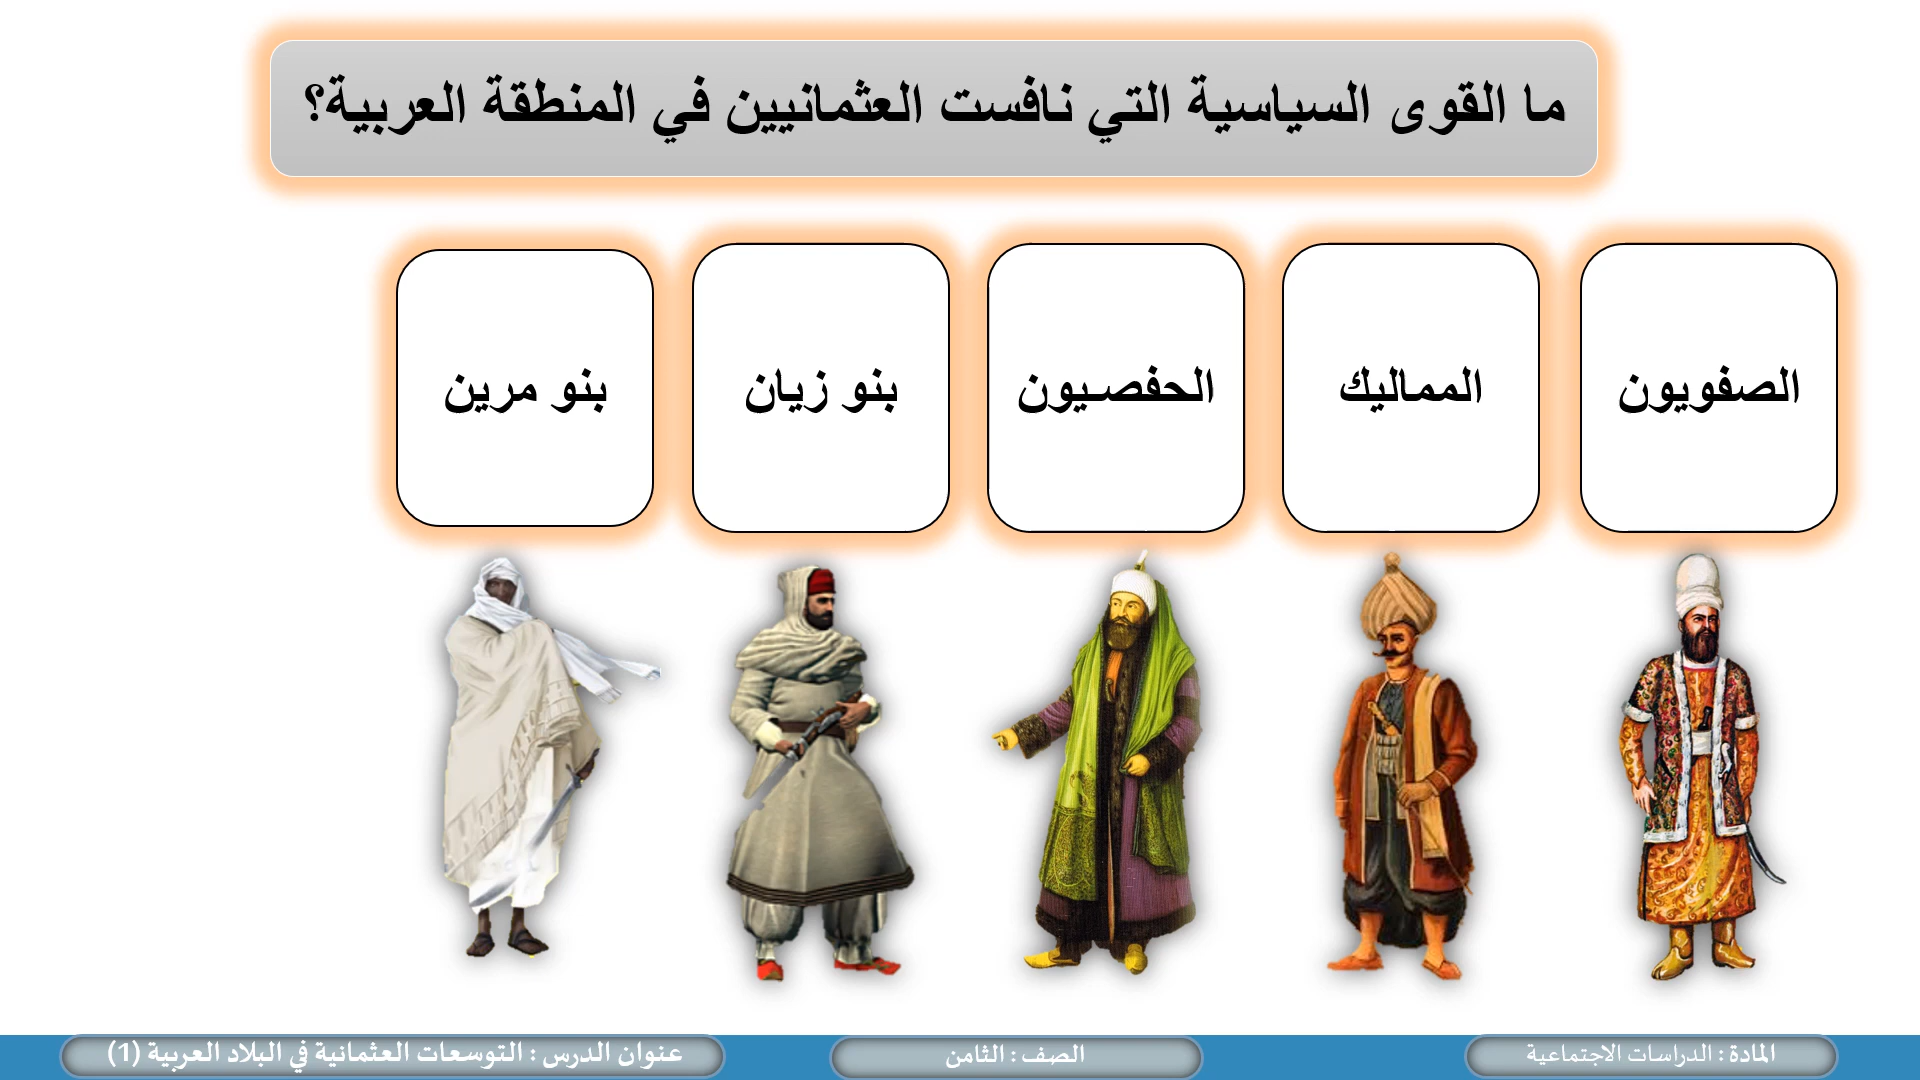 ما القوى السياسية التي نافست العثمانيين في المنطقة العربية؟
الصفويون
المماليك
الحفصيون
بنو زيان
بنو مرين
المادة : الدراسات الاجتماعية
الصف : الثامن
عنوان الدرس : التوسعات العثمانية في البلاد العربية (1)